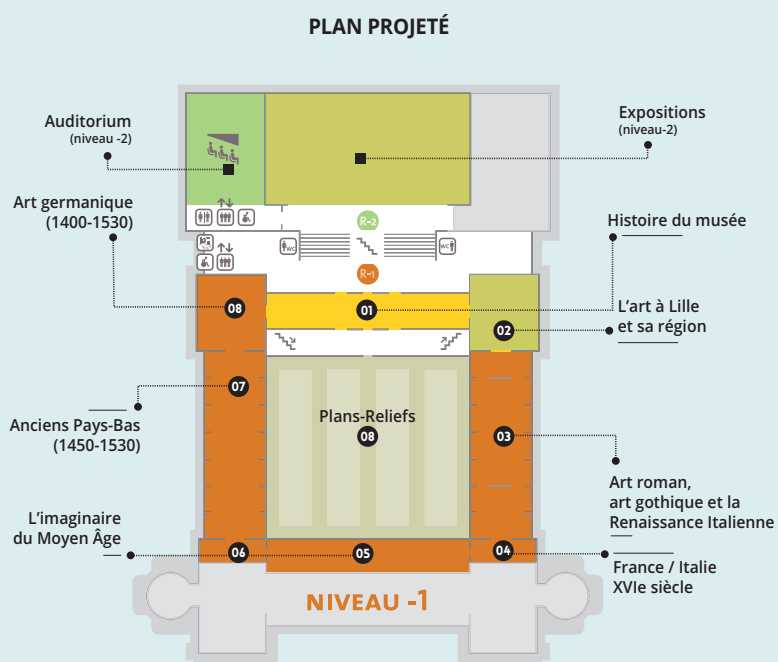 PLAN PROJETÉ
Auditorium
(niveau -2)
Expositions
(niveau-2)
Art germanique
(1400-1530)
R-2
Histoire du musée
WC
WC
R-1
08
01
02
L'art à Lille
et sa région
07
Anciens Pays-Bas
(1450-1530)
Plans-Reliefs
08
03
Art roman,
art gothique et la
Renaissance Italienne
L'imaginaire
du Moyen Âge
06
05
04
France / Italie
XVIe siècle
NIVEAU -1